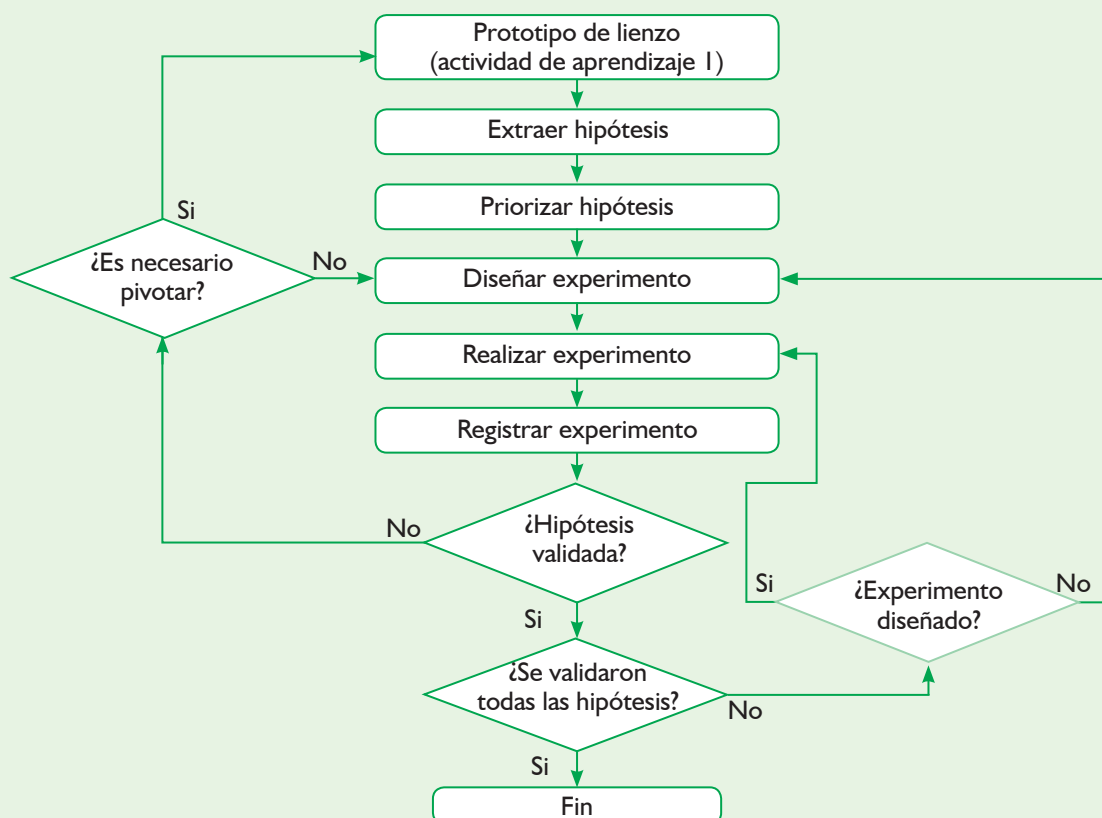 Prototipo de lienzo
(actividad de aprendizaje 1)
Extraer hipótesis
Priorizar hipótesis
Si
¿Es necesario
pivotar?
No
Diseñar experimento
Realizar experimento
Registrar experimento
No
¿Hipótesis
validada?
Si
Si
¿Experimento
diseñado?
No
¿Se validaron
todas las hipótesis?
No
Si
Fin